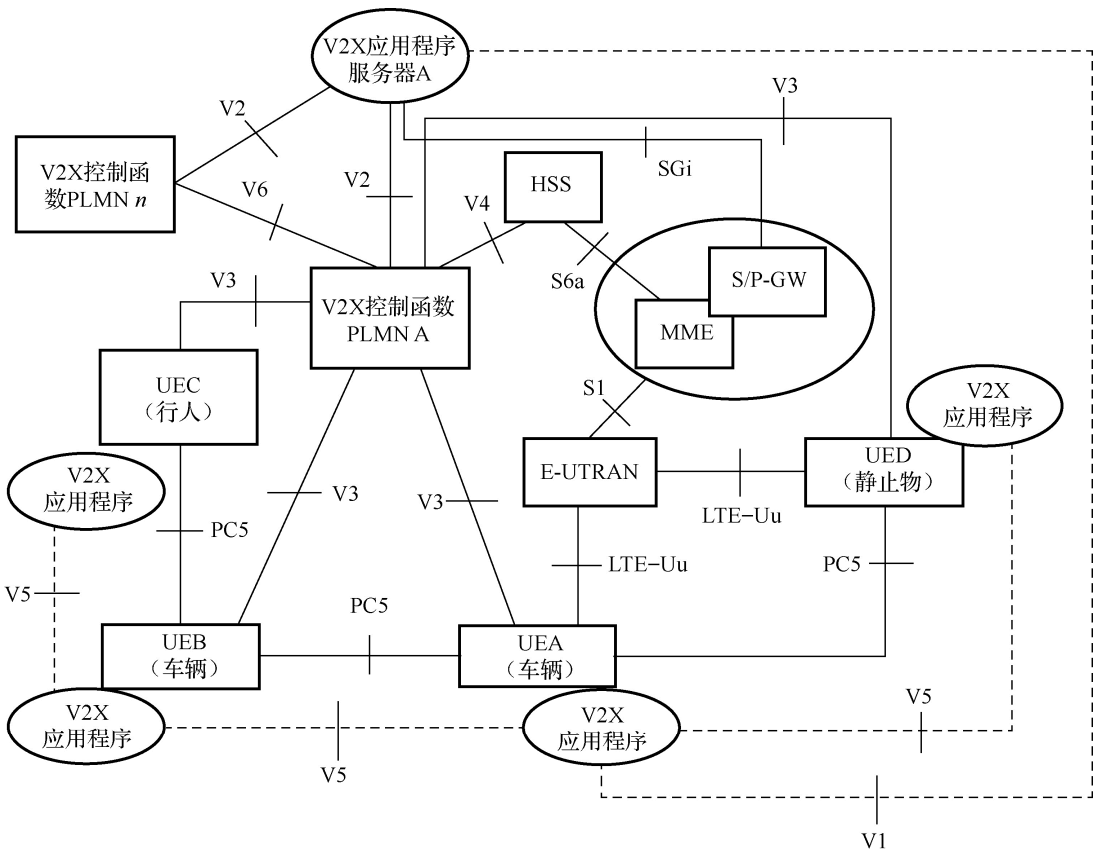 V2X应用程序
服务器A
V2
V3
V2X控制函
数PLMN n
V6
V2
SGi
HSS
V4
S6a
S/P-GW
MME
V3
V2X控制函数
PLMN A
UEC
（行人）
S1
V2X
应用程序
E-UTRAN
UED
（静止物）
V2X
应用程序
V3
V3
LTE-Uu
PC5
LTE-Uu
PC5
V5
PC5
UEB
（车辆）
UEA
（车辆）
V2X
应用程序
V2X
应用程序
V5
V5
V1